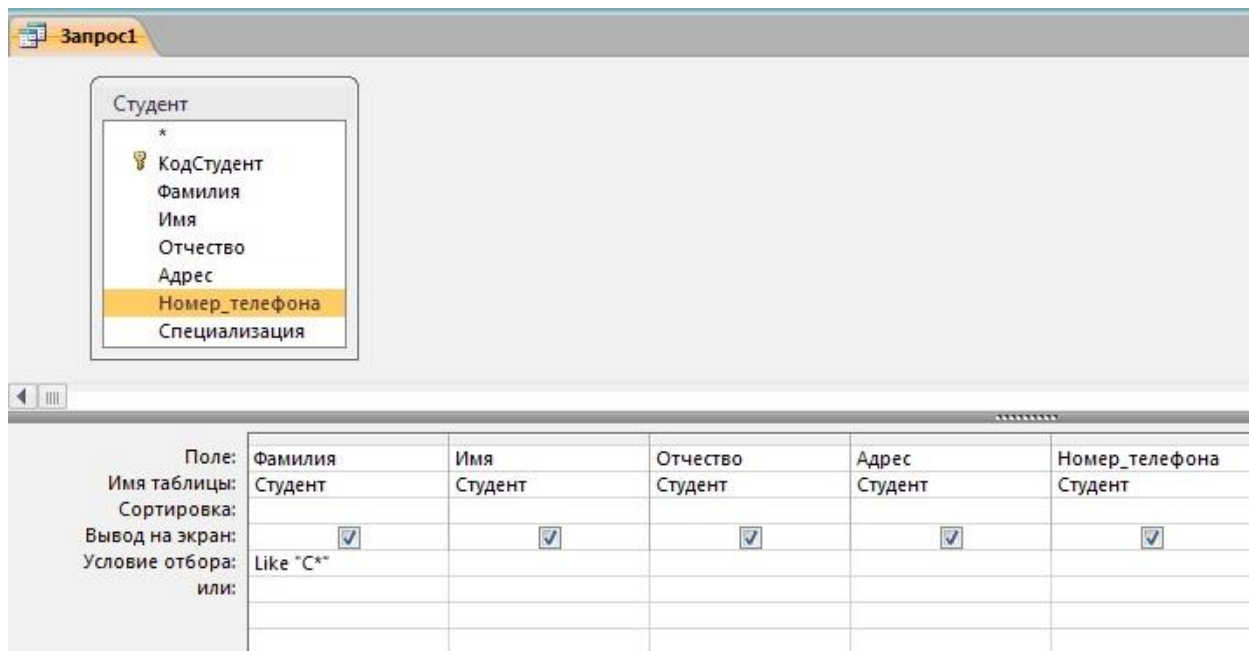 Запрос1
Студент
*
КодСтудент
Фамилия
Имя
Отчество
Адрес
Номер_телефона
Специализация
Поле: Фамилия Имя Отчество Адрес Номер_телефона
Имя таблицы: Студент Студент Студент Студент Студент
Сортировка:
Вывод на экран:
Условие отбора: Like "С*"
или: